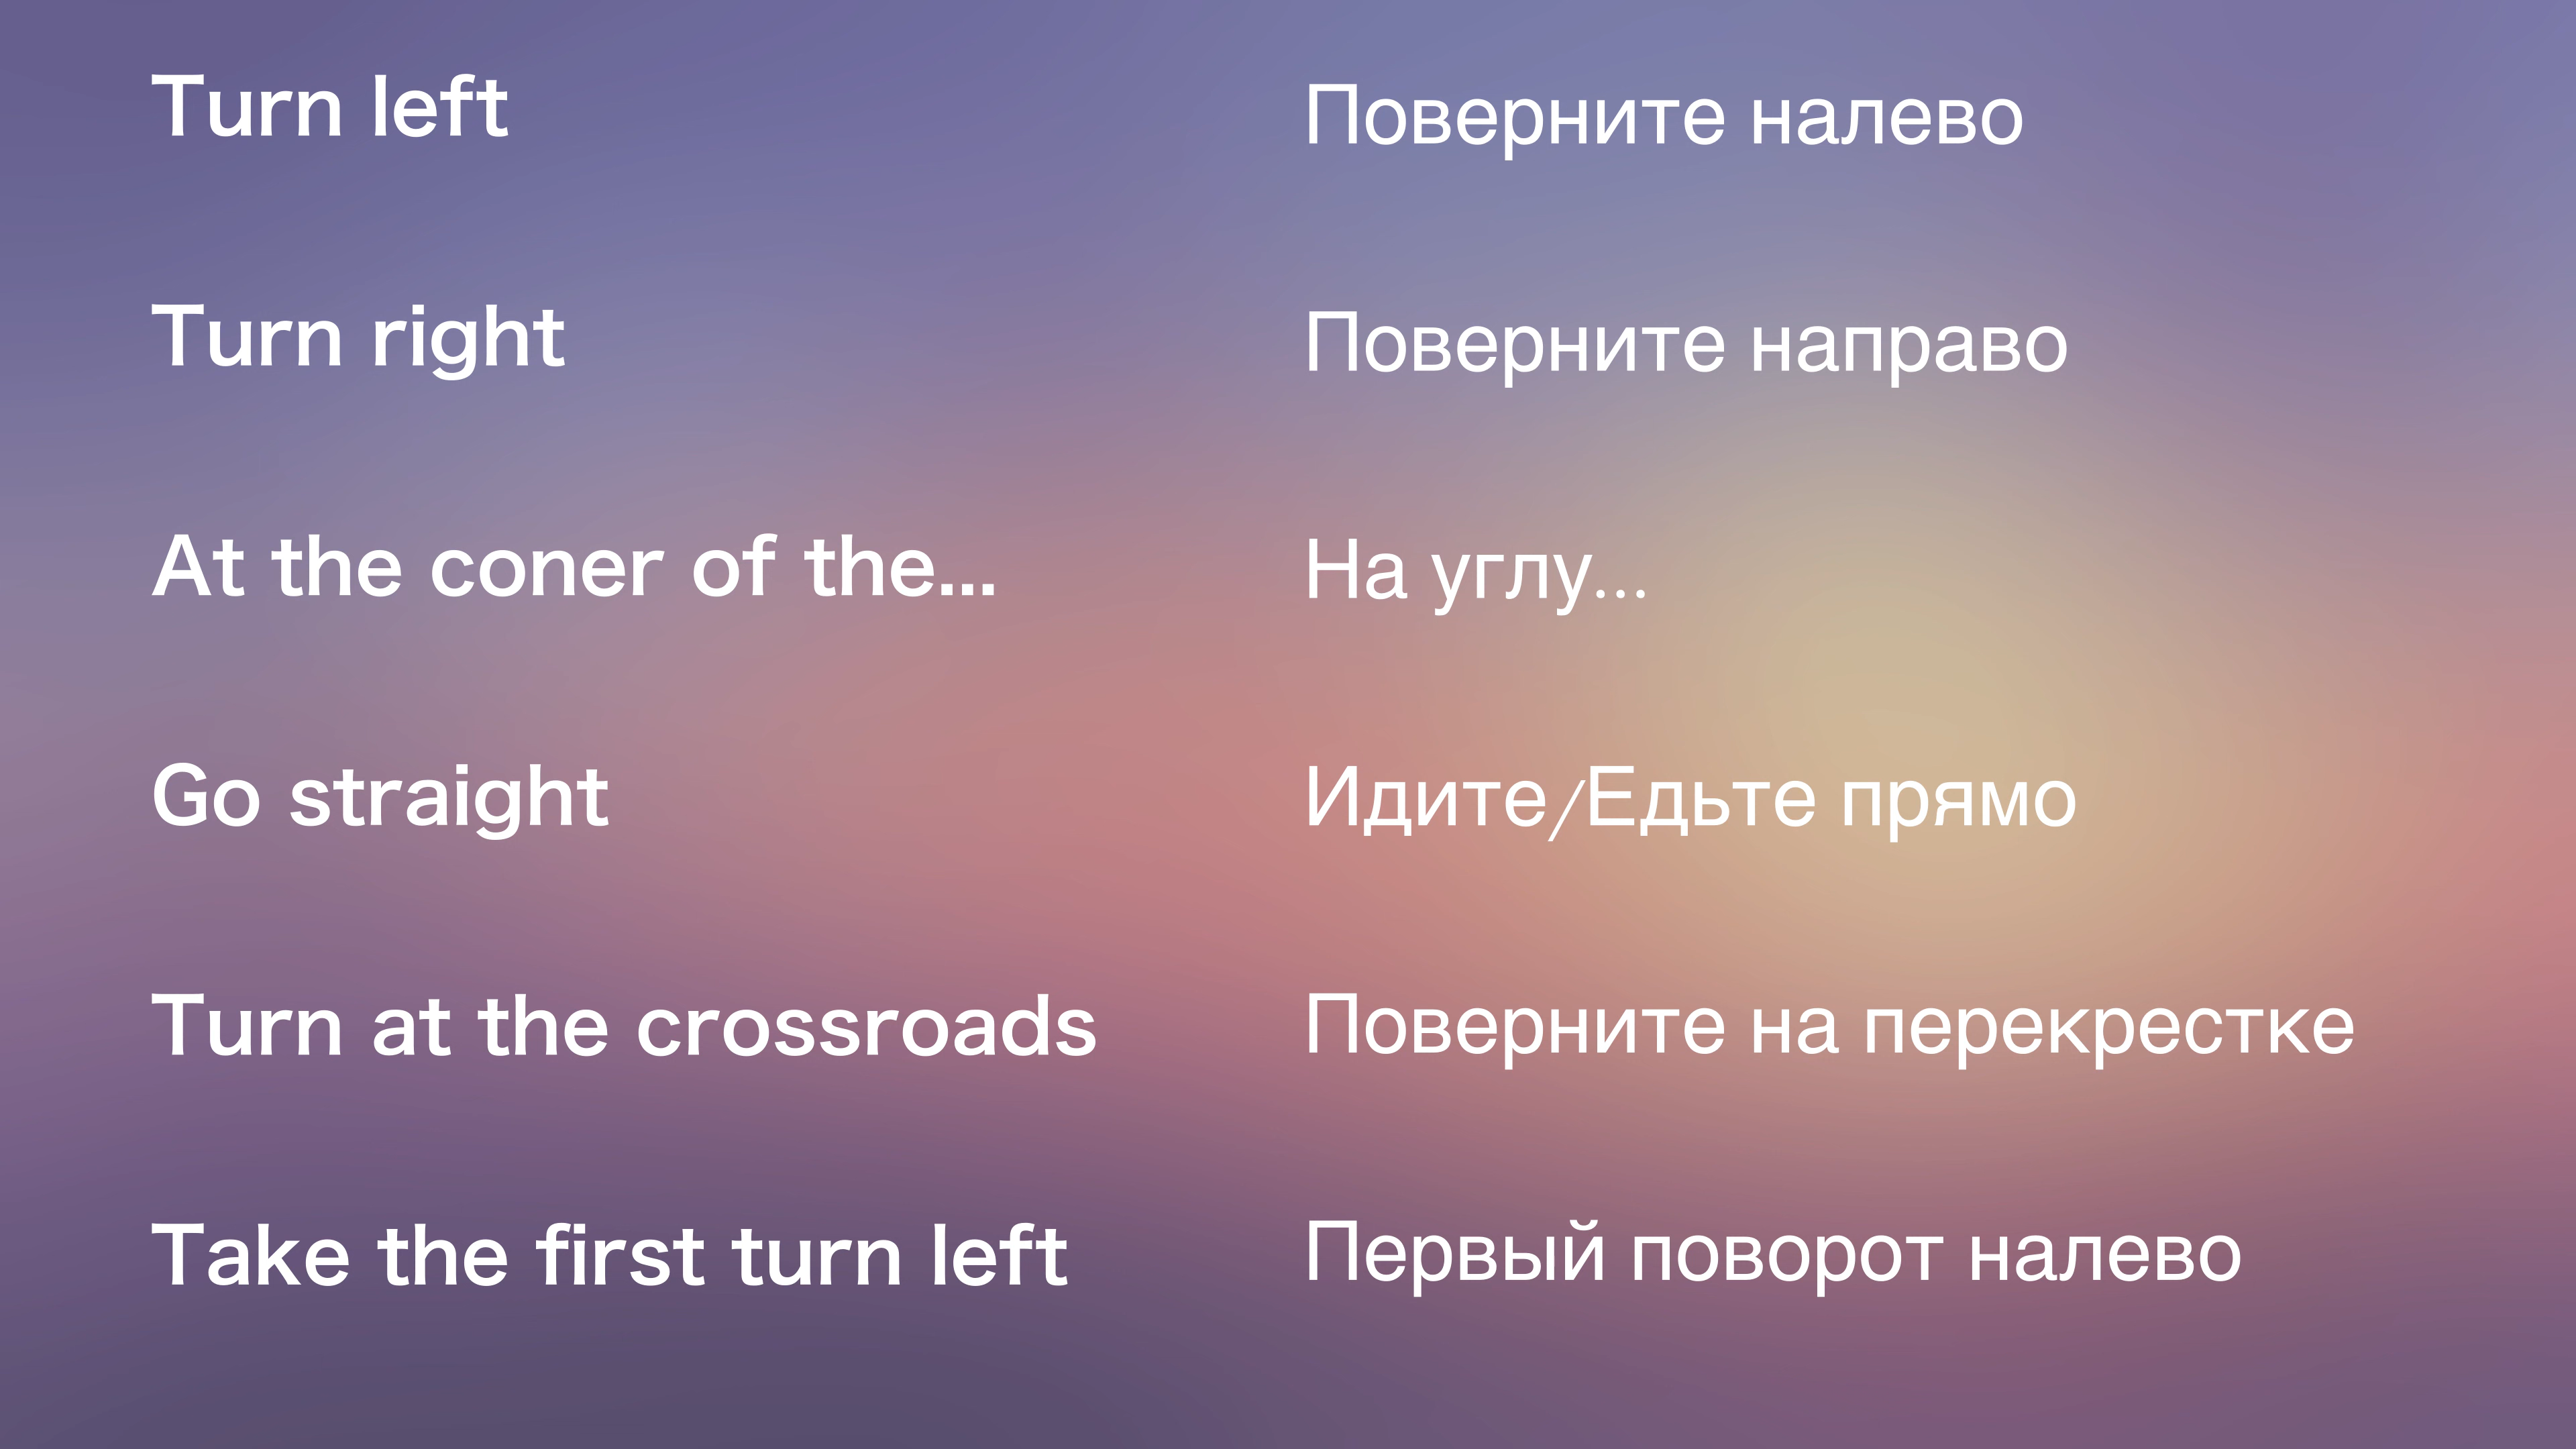 Turn left
Поверните налево
Turn right
Поверните направо
At the coner of the...
На углу...
Go straight
Идите/Едьте прямо
Turn at the crossroads
Поверните на перекрестке
Take the first turn left
Первый поворот налево